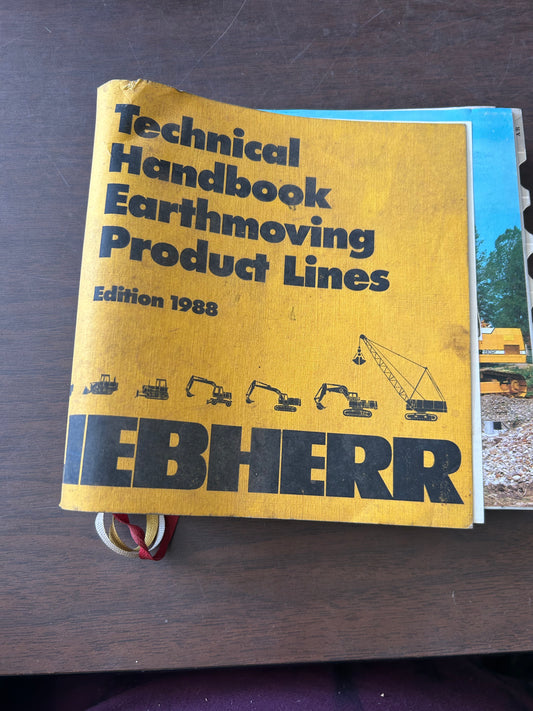 Technical
Handbook
Earthmoving
Product Lines
Edition 1988
IEBHERR